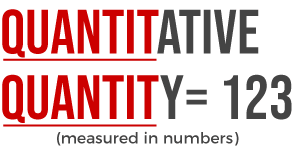 QUANTITATIVE
QUANTITY= 123
(measured in numbers)